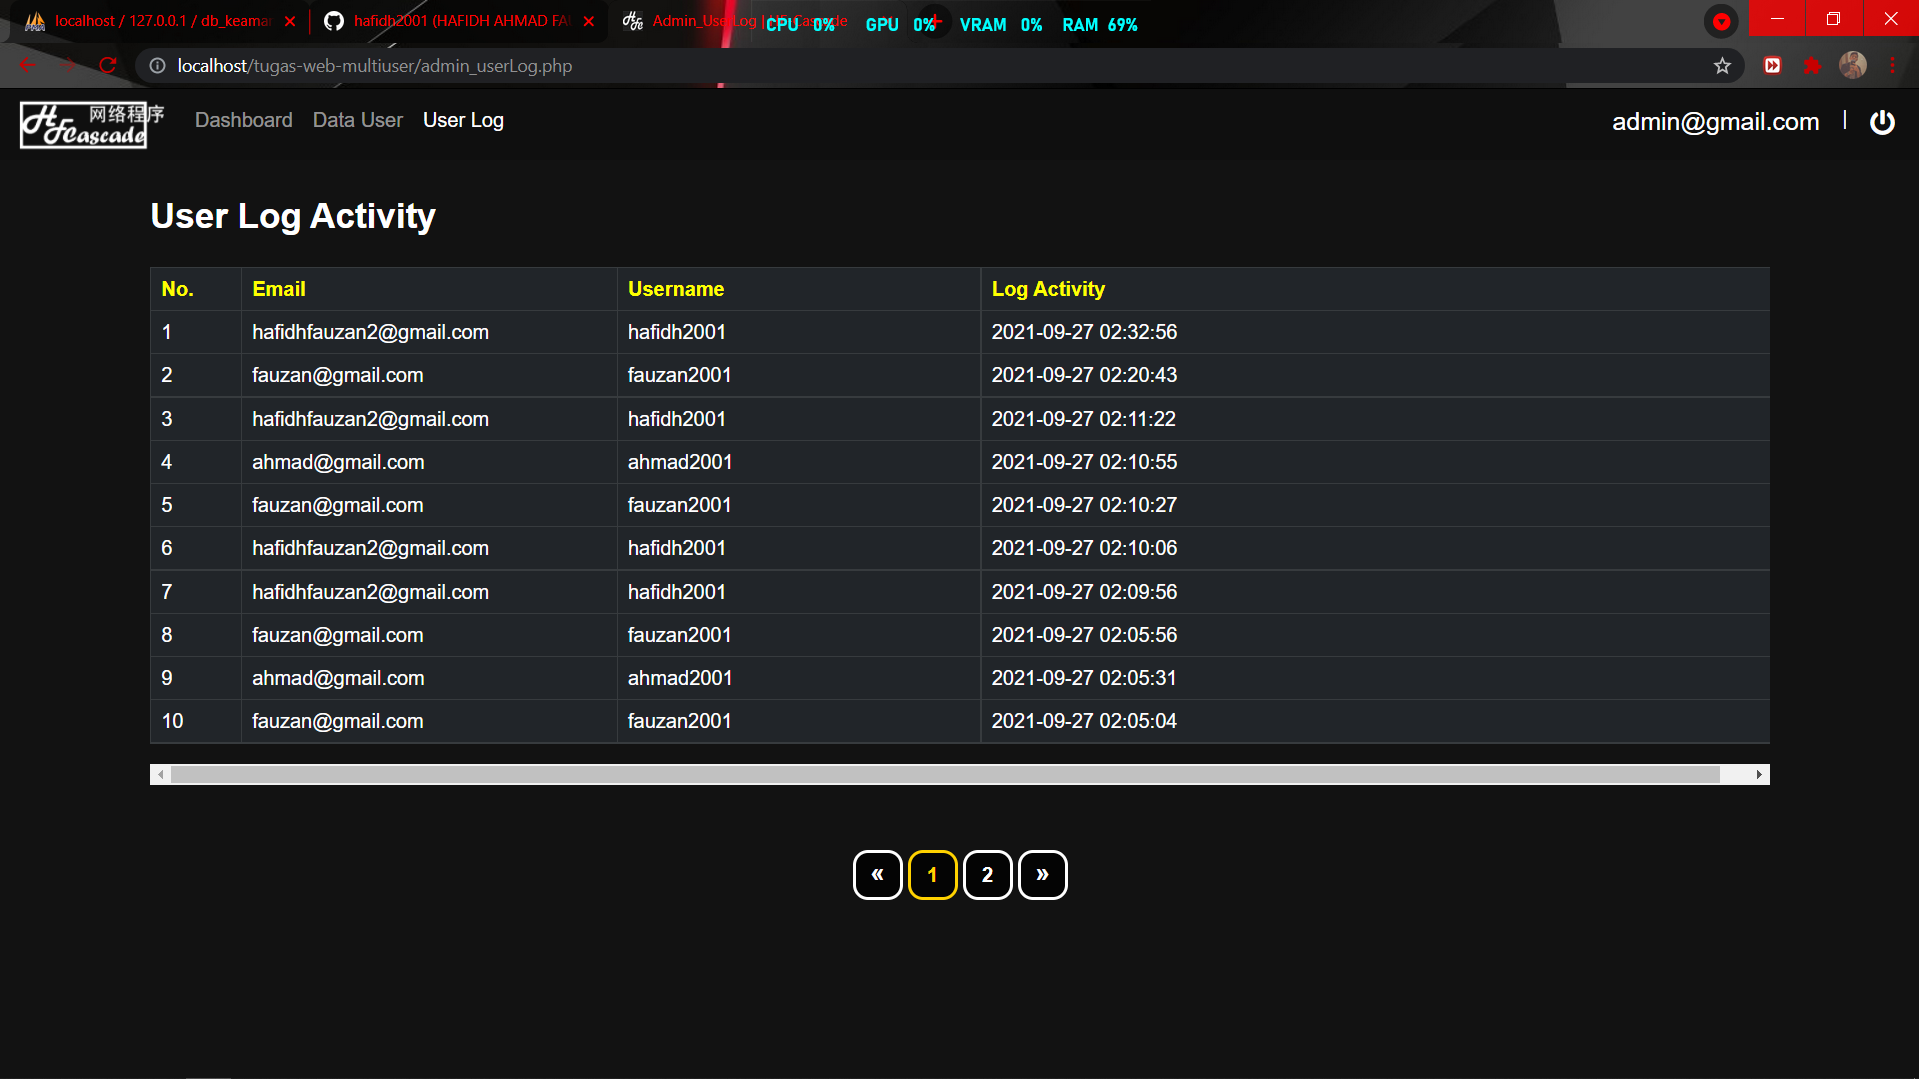 localhost / 127.0.0.1 / db_keama
hafidh2001 (HAFIDH AHMAD FA
Admin_UserLog | HF Cascade
CPU 0% GPU 0% VRAM 0% RAM 69%
localhost/tugas-web-multiuser/admin_userLog.php
HF Cascade 网络程序
Dashboard Data User User Log
admin@gmail.com |
User Log Activity
No. Email Username Log Activity
1 hafidhfauzan2@gmail.com hafidh2001 2021-09-27 02:32:56
2 fauzan@gmail.com fauzan2001 2021-09-27 02:20:43
3 hafidhfauzan2@gmail.com hafidh2001 2021-09-27 02:11:22
4 ahmad@gmail.com ahmad2001 2021-09-27 02:10:55
5 fauzan@gmail.com fauzan2001 2021-09-27 02:10:27
6 hafidhfauzan2@gmail.com hafidh2001 2021-09-27 02:10:06
7 hafidhfauzan2@gmail.com hafidh2001 2021-09-27 02:09:56
8 fauzan@gmail.com fauzan2001 2021-09-27 02:05:56
9 ahmad@gmail.com ahmad2001 2021-09-27 02:05:31
10 fauzan@gmail.com fauzan2001 2021-09-27 02:05:04
« 1 2 »